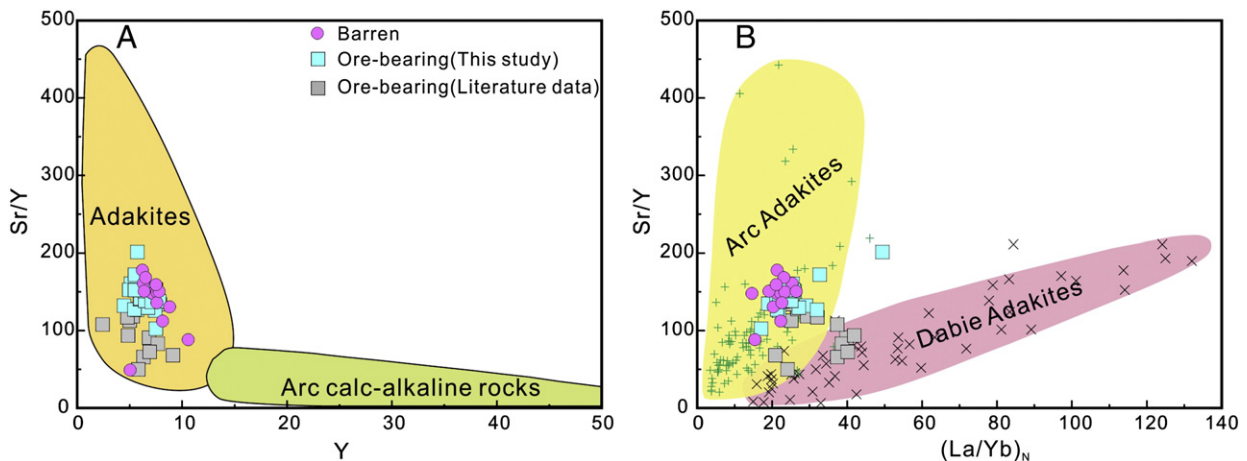 A
Barren
Ore-bearing(This study)
Ore-bearing(Literature data)
Adakites
Arc calc-alkaline rocks
Sr/Y
500
400
300
200
100
0
0
10
20
30
40
50
Y
B
Arc Adakites
Dabie Adakites
Sr/Y
500
400
300
200
100
0
0
20
40
60
80
100
120
140
(La/Yb)N